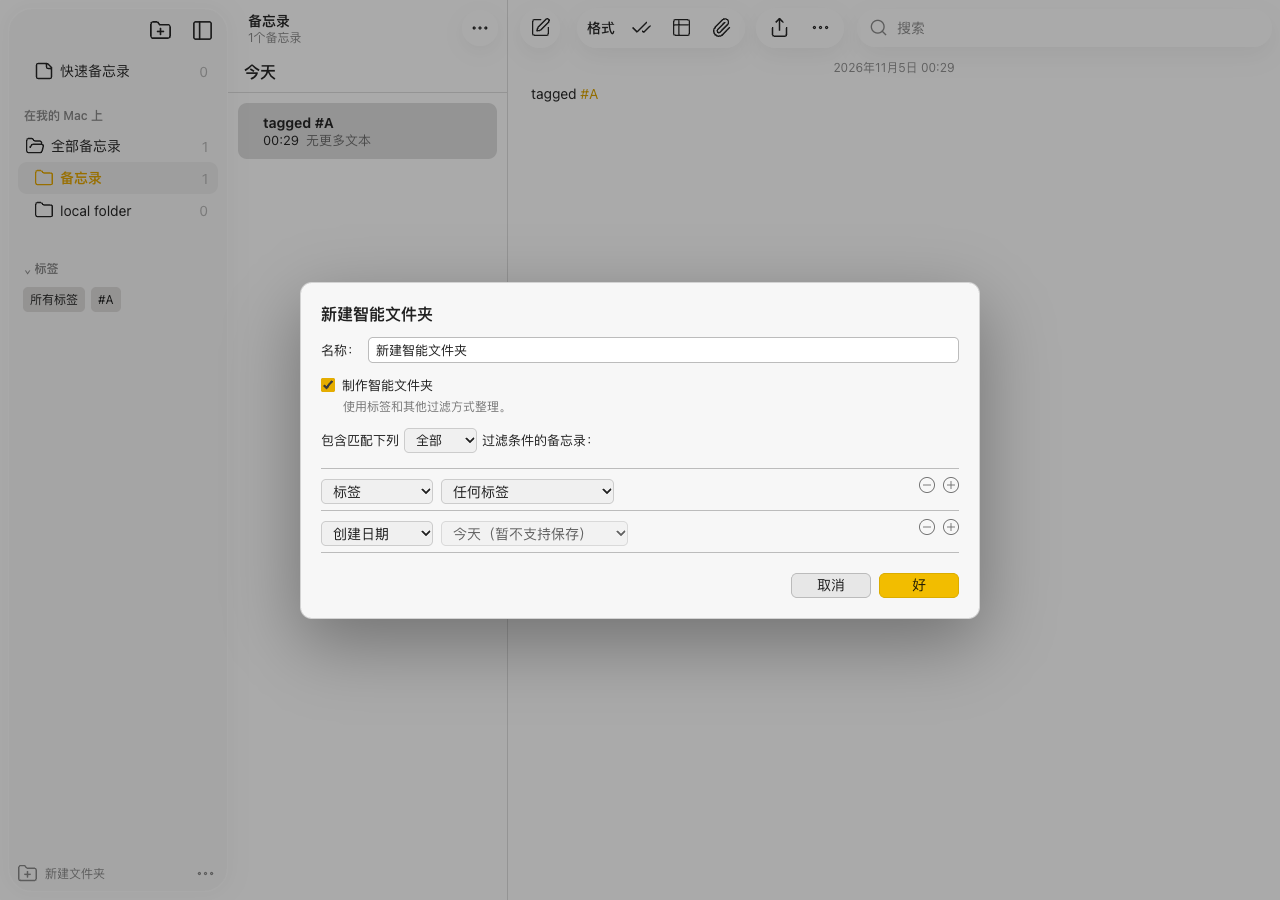 快速备忘录 0
在我的 Mac 上
全部备忘录 1
备忘录 1
local folder 0
标签
所有标签 #A
新建文件夹
备忘录
1个备忘录
今天
tagged #A
00:29 无更多文本
格式
搜索
2026年11月5日 00:29
tagged #A
新建智能文件夹
名称： 新建智能文件夹
制作智能文件夹
使用标签和其他过滤方式整理。
包含匹配下列 全部 过滤条件的备忘录：
标签 任何标签
创建日期 今天（暂不支持保存）
取消 好